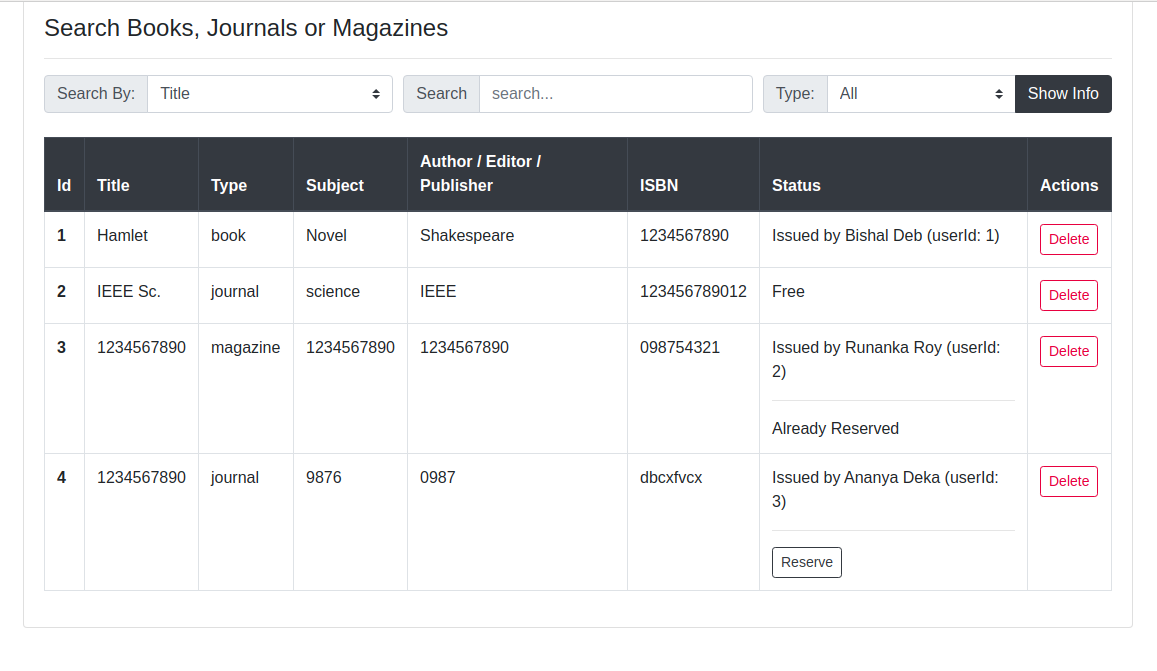 Search Books, Journals or Magazines
Search By: Title Search search... Type: All Show Info
Id Title Type Subject Author / Editor / Publisher ISBN Status Actions
1 Hamlet book Novel Shakespeare 1234567890 Issued by Bishal Deb (userId: 1) Delete
2 IEEE Sc. journal science IEEE 123456789012 Free Delete
3 1234567890 magazine 1234567890 1234567890 098754321 Issued by Runanka Roy (userId: Delete
2)
Already Reserved
4 1234567890 journal 9876 0987 dbcxfvcx Issued by Ananya Deka (userId: Delete
3)
Reserve